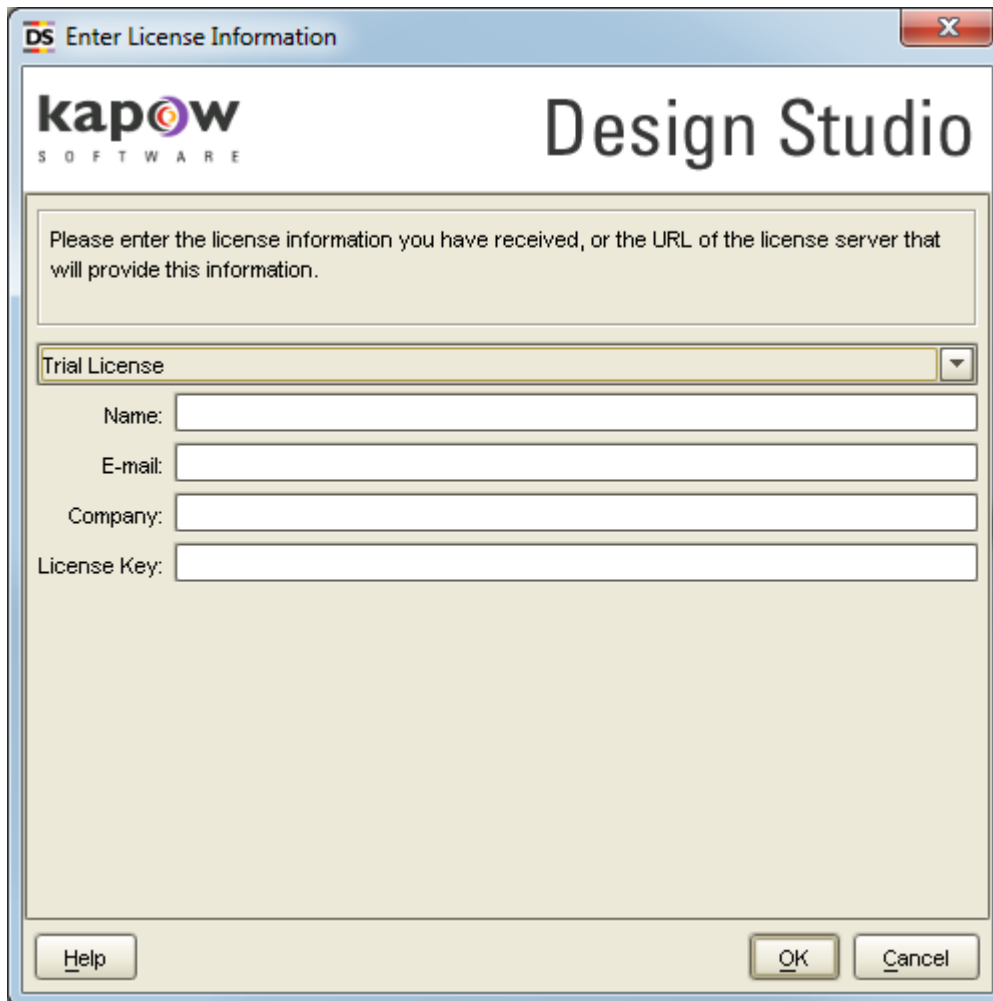 DS Enter License Information
kapow
SOFTWARE
Design Studio
Please enter the license information you have received, or the URL of the license server that
will provide this information.
Trial License
Name:
E-mail:
Company:
License Key:
Help
OK
Cancel